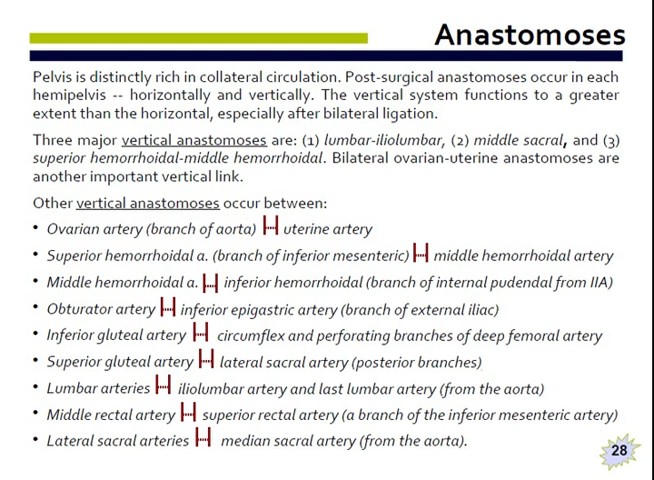 Anastomoses
Pelvis is distinctly rich in collateral circulation. Post-surgical anastomoses occur in each
hemipelvis -- horizontally and vertically. The vertical system functions to a greater
extent than the horizontal, especially after bilateral ligation.
Three major vertical anastomoses are: (1) lumbar-iliolumbar, (2) middle sacral, and (3)
superior hemorrhoidal-middle hemorrhoidal. Bilateral ovarian-uterine anastomoses are
another important vertical link.
Other vertical anastomoses occur between:
• Ovarian artery (branch of aorta) uterine artery
• Superior hemorrhoidal a. (branch of inferior mesenteric) middle hemorrhoidal artery
• Middle hemorrhoidal a. inferior hemorrhoidal (branch of internal pudendal from IIA)
• Obturator artery inferior epigastric artery (branch of external iliac)
• Inferior gluteal artery circumflex and perforating branches of deep femoral artery
• Superior gluteal artery lateral sacral artery (posterior branches)
• Lumbar arteries iliolumbar artery and last lumbar artery (from the aorta)
• Middle rectal artery superior rectal artery (a branch of the inferior mesenteric artery)
• Lateral sacral arteries median sacral artery (from the aorta).
28